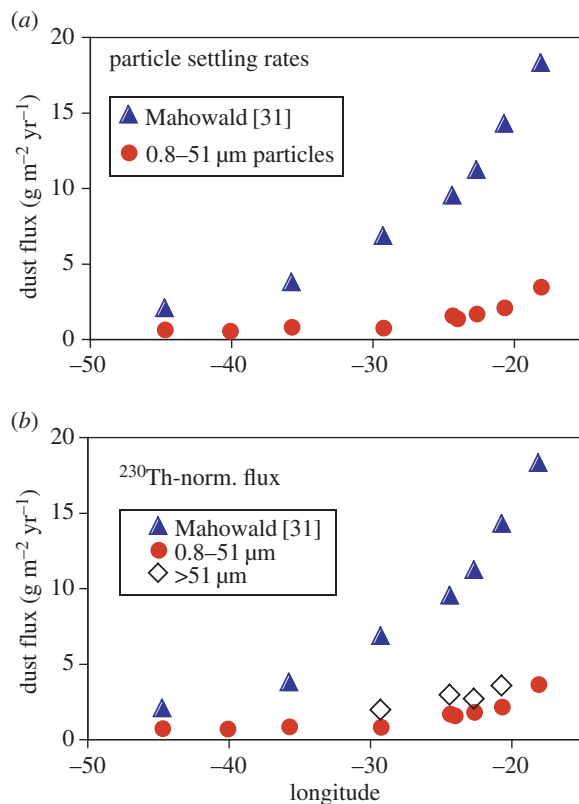 (a)
20
particle settling rates
Mahowald [31]
0.8–51 µm particles
15
10
5
0
dust flux (g m−2 yr−1)
−50
−40
−30
−20
(b)
20
230Th-norm. flux
Mahowald [31]
0.8–51 µm
>51 µm
15
10
5
0
dust flux (g m−2 yr−1)
−50
−40
−30
−20
longitude